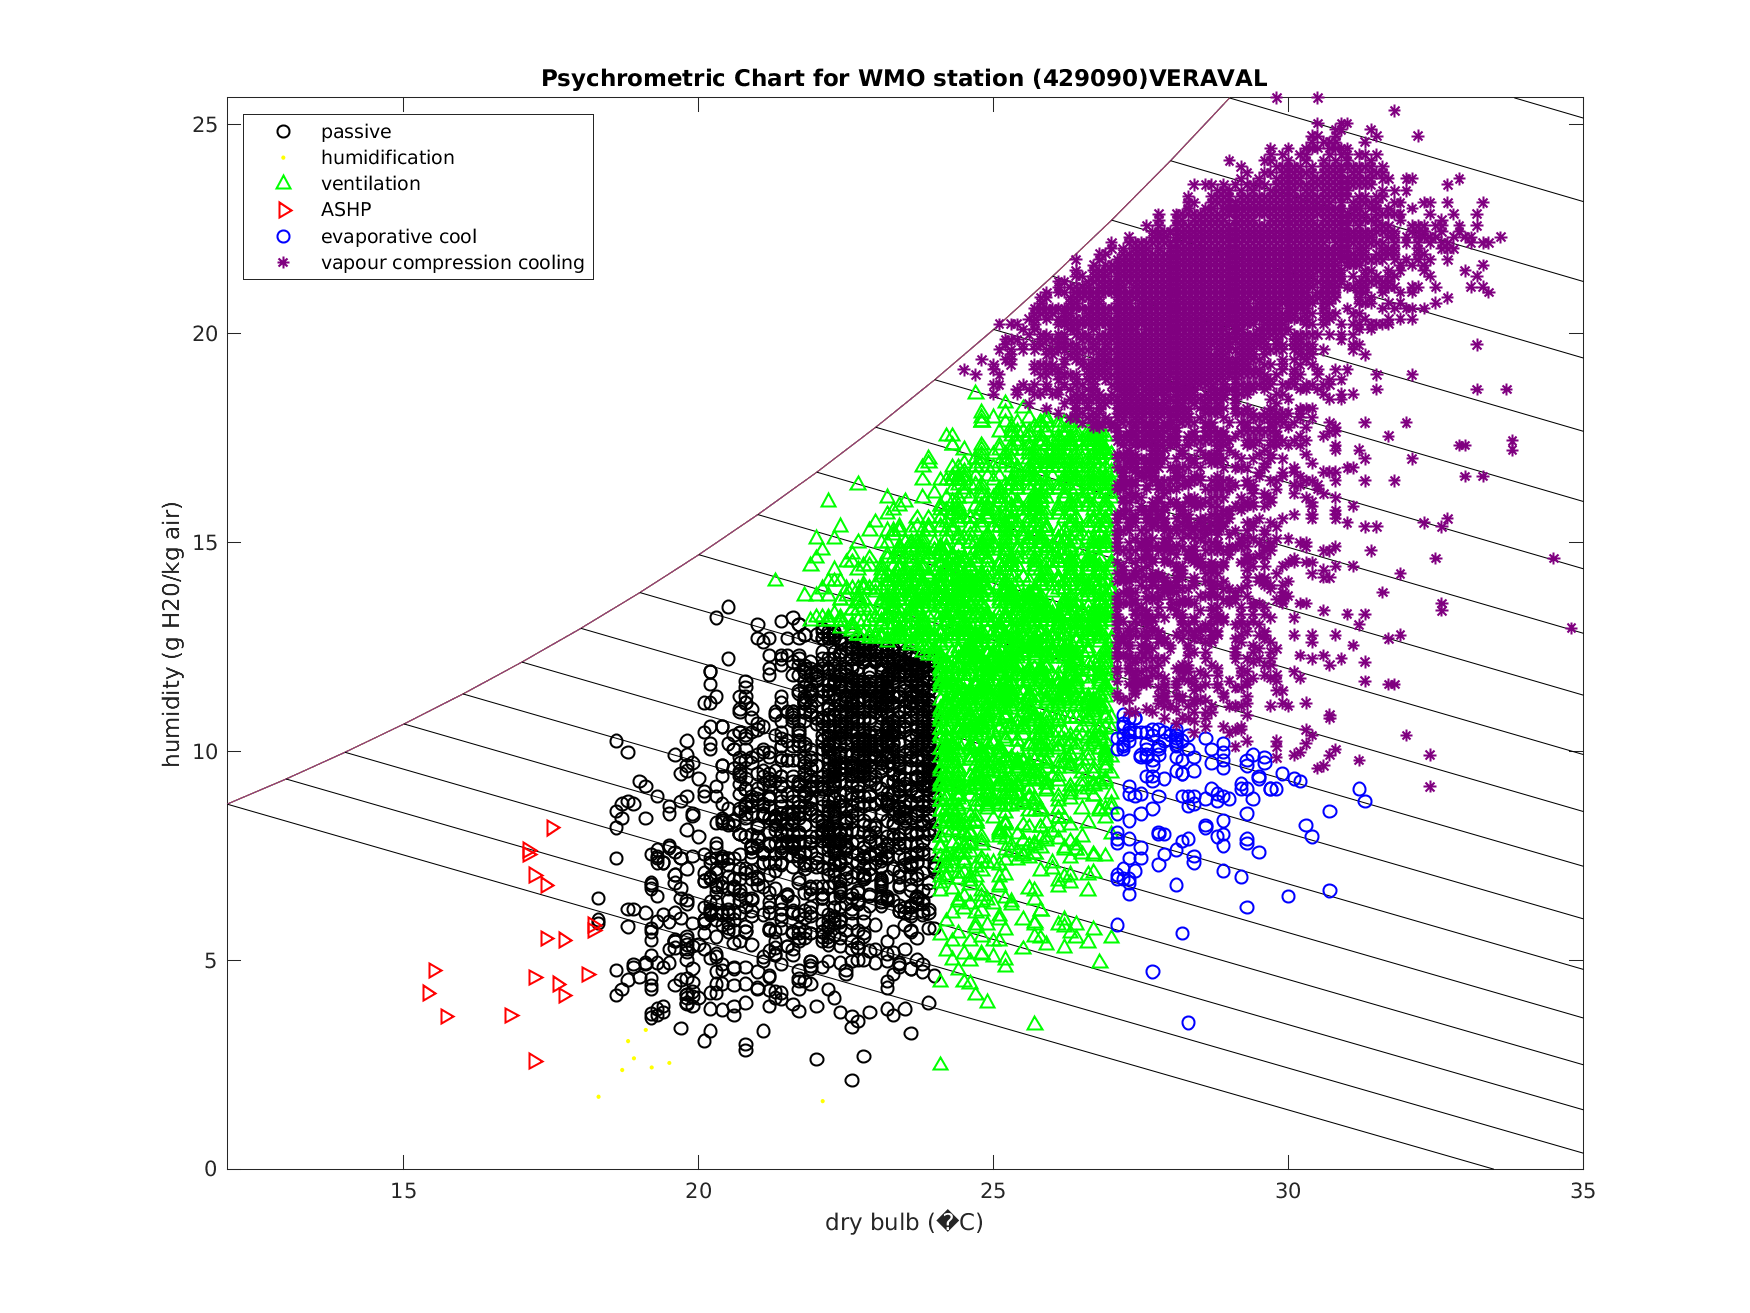 Psychrometric Chart for WMO station (429090)VERAVAL
passive
humidification
ventilation
ASHP
evaporative cool
vapour compression cooling
humidity (g H20/kg air)
25
20
15
10
5
0
15
20
25
30
35
dry bulb (�C)